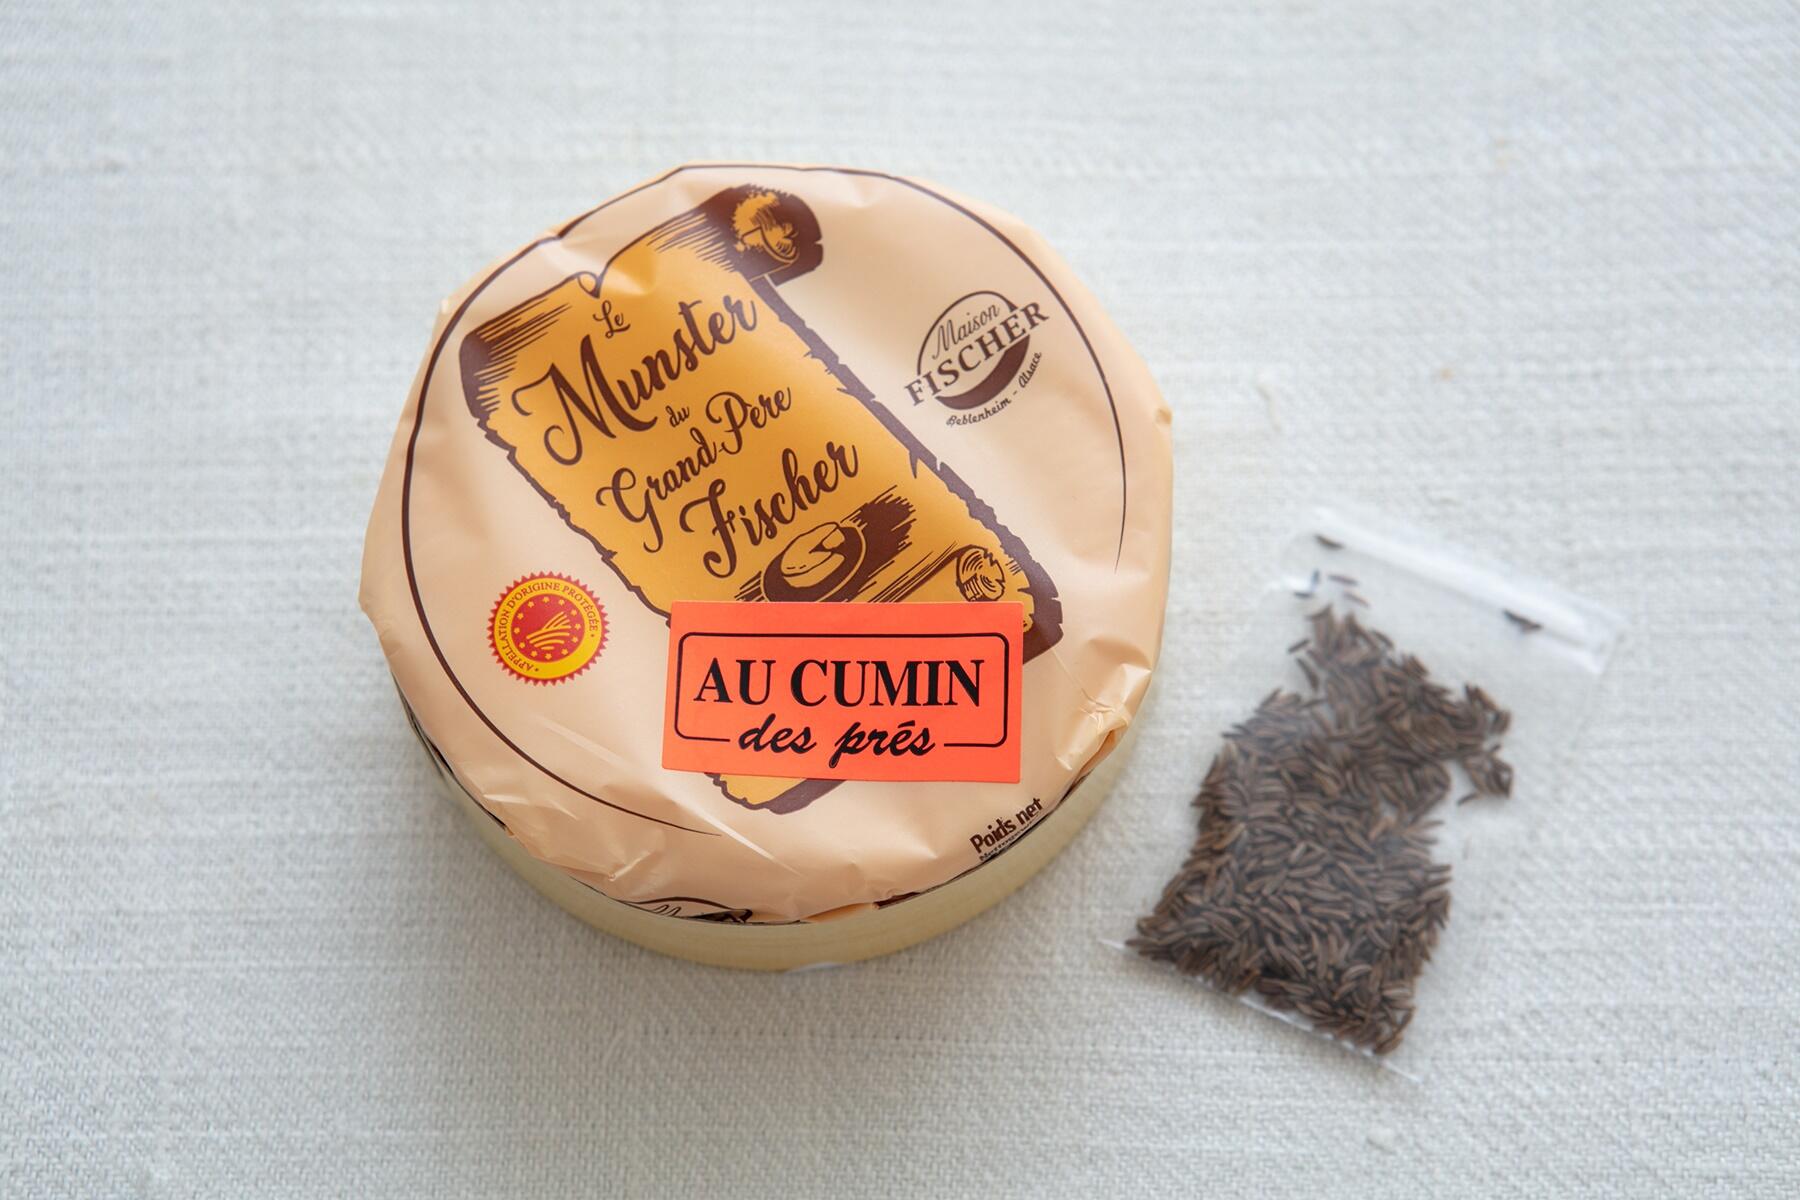 Le
Munster
du
Grand-Père
Fischer
Maison
FISCHER
Beblenheim - Alsace
APPELLATION D'ORIGINE PROTÉGÉE
AU CUMIN
des prés
Poids net